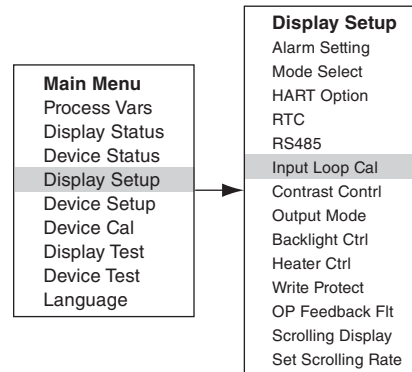 Main Menu
Process Vars
Display Status
Device Status
Display Setup
Device Setup
Device Cal
Display Test
Device Test
Language
Display Setup
Alarm Setting
Mode Select
HART Option
RTC
RS485
Input Loop Cal
Contrast Contrl
Output Mode
Backlight Ctrl
Heater Ctrl
Write Protect
OP Feedback Flt
Scrolling Display
Set Scrolling Rate